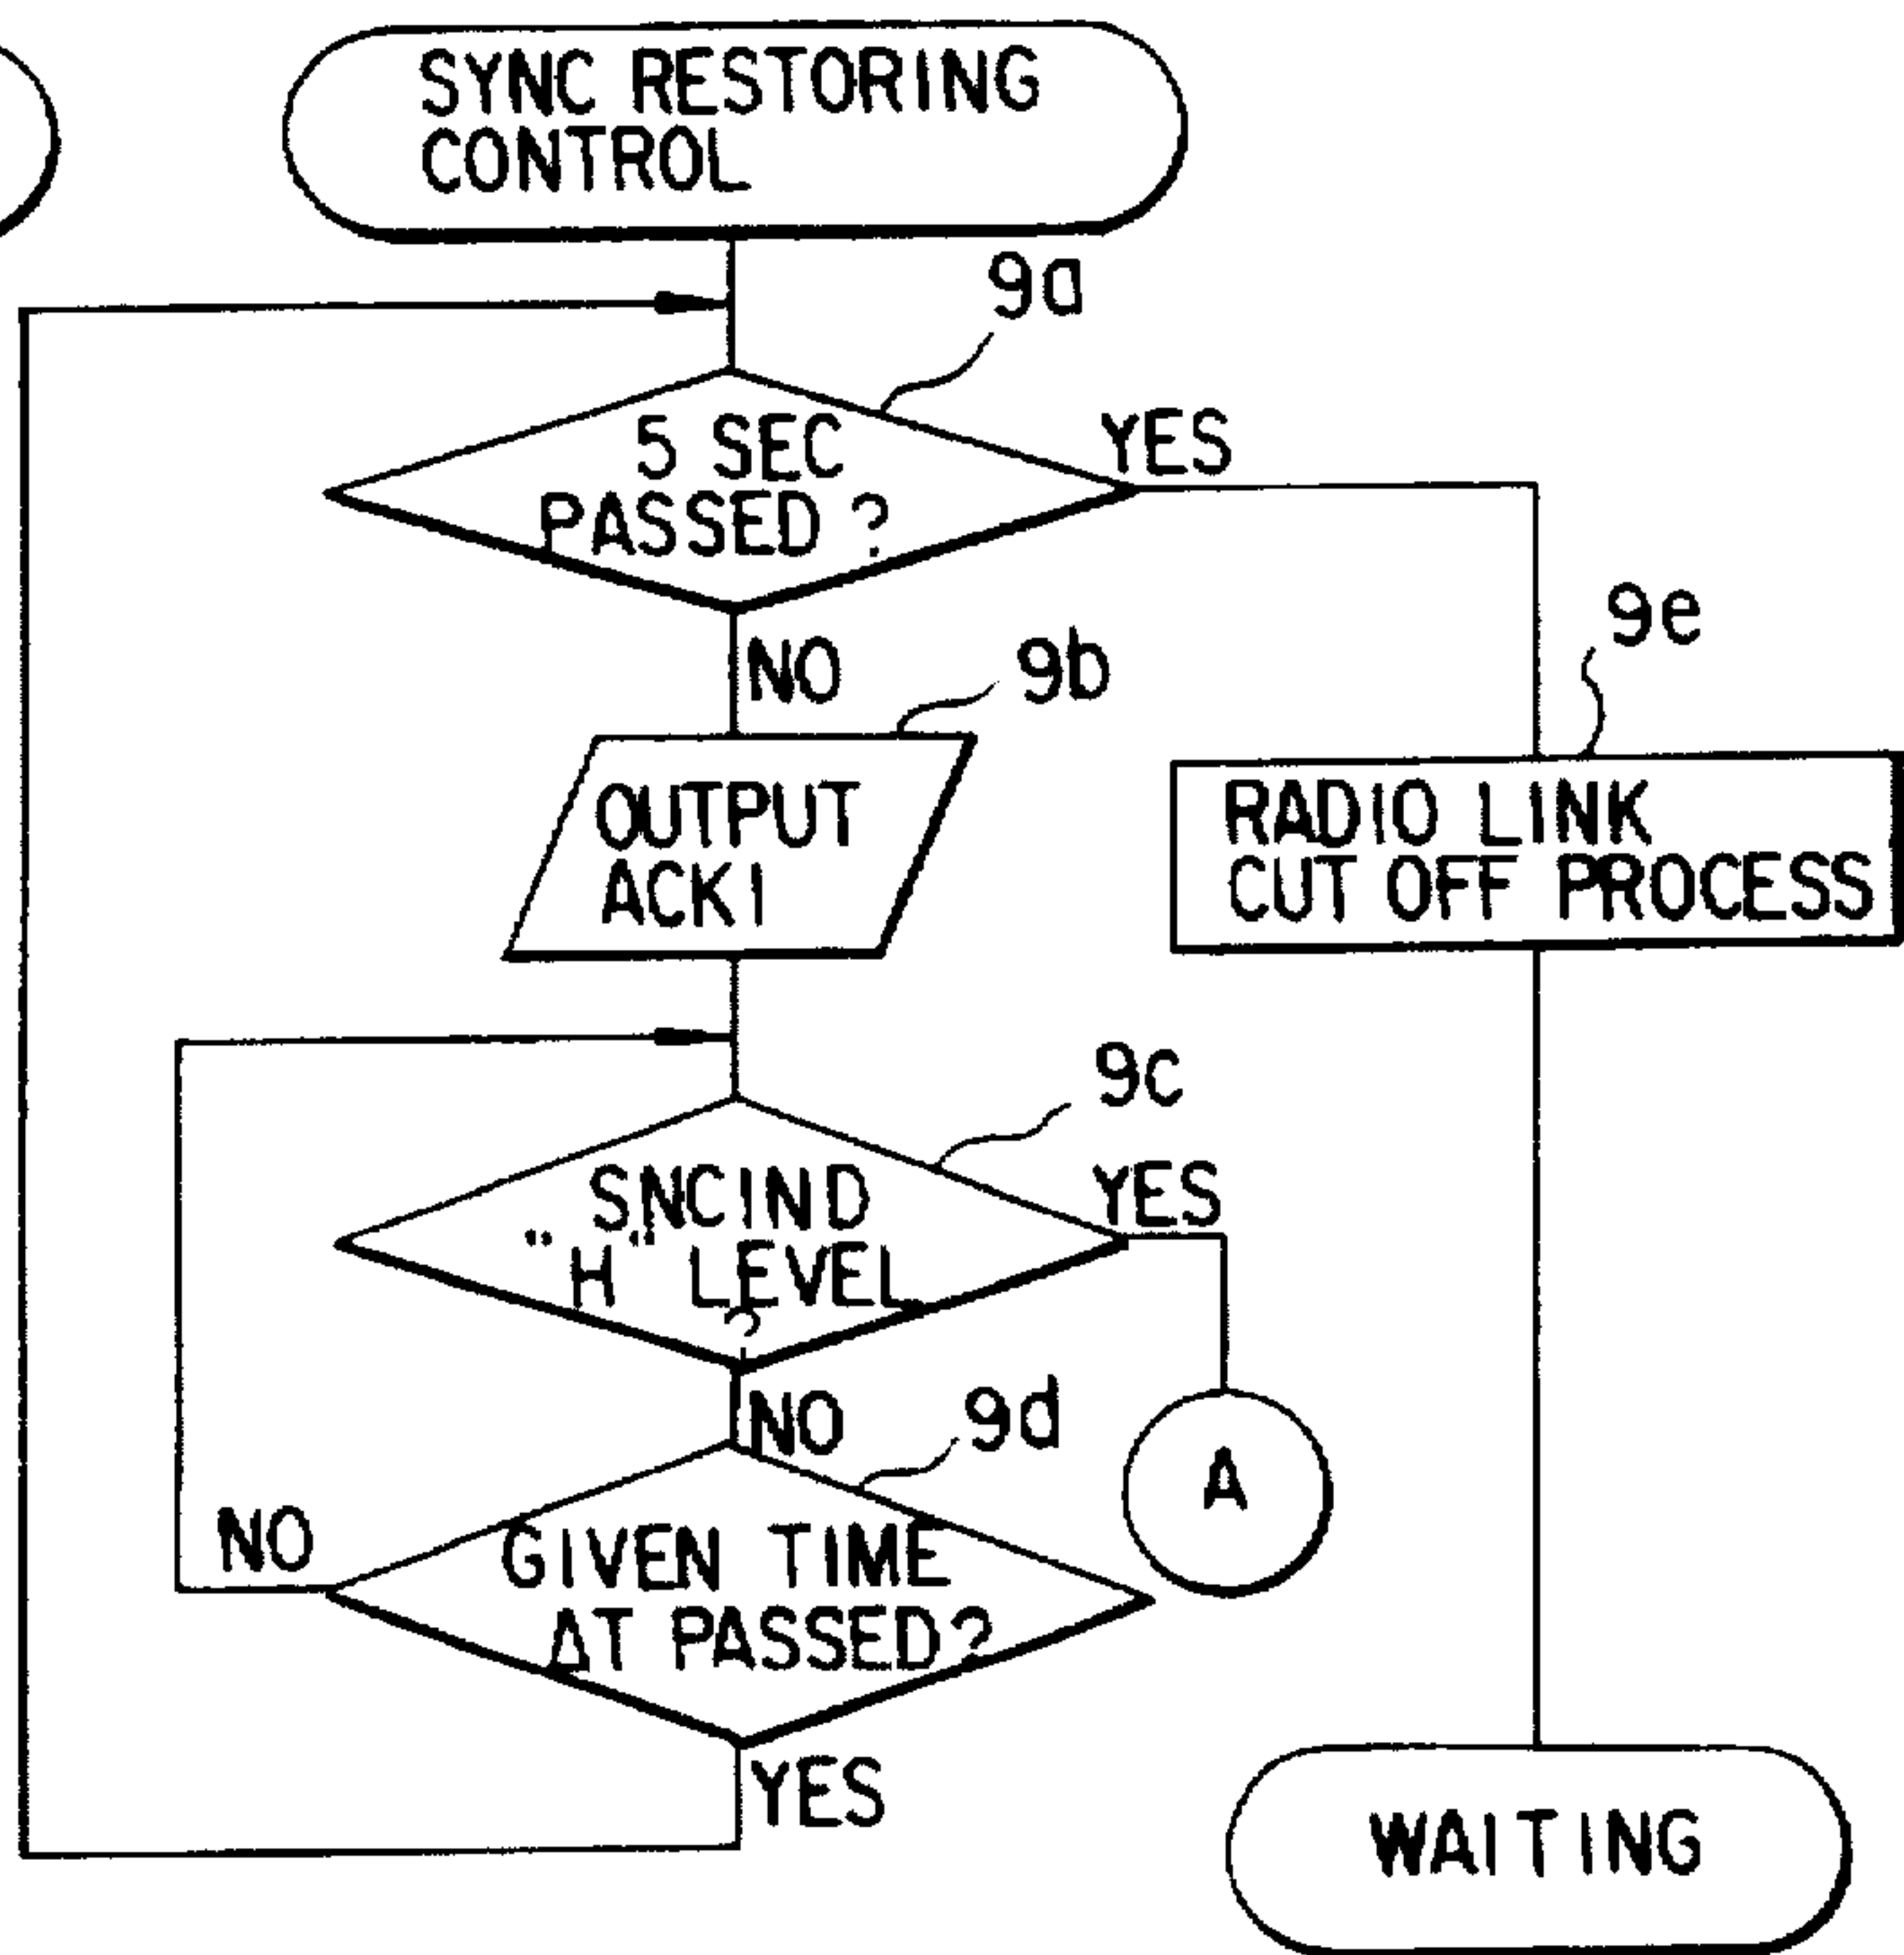 SYNC RESTORING
CONTROL
9a
5 SEC
PASSED ?
YES
NO
9b
9e
OUTPUT
ACK1
RADIO LINK
CUT OFF PROCESS
9c
SNCIND
"H" LEVEL
?
YES
NO
9d
A
NO
GIVEN TIME
ΔT PASSED?
YES
WAITING